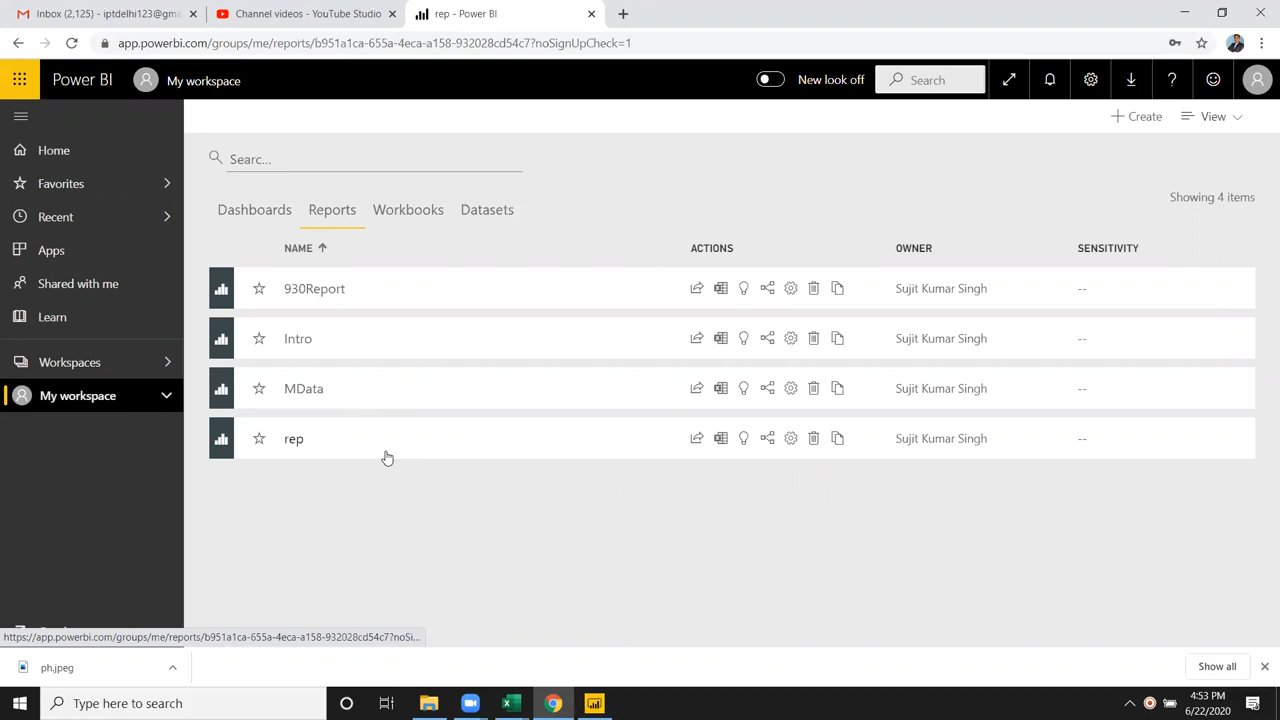 Inbox (2,125) - iptdelhi123@gma
Channel videos - YouTube Studio
rep - Power BI
app.powerbi.com/groups/me/reports/b951a1ca-655a-4eca-a158-932028cd54c7?noSignUpCheck=1
Power BI
My workspace
New look off
Search
Create
View
Home
Searc...
Favorites
Showing 4 items
Dashboards
Reports
Workbooks
Datasets
Recent
NAME
ACTIONS
OWNER
SENSITIVITY
Apps
Shared with me
930Report
Sujit Kumar Singh
--
Learn
Intro
Sujit Kumar Singh
--
Workspaces
My workspace
MData
Sujit Kumar Singh
--
rep
Sujit Kumar Singh
--
https://app.powerbi.com/groups/me/reports/b951a1ca-655a-4eca-a158-932028cd54c7?noSi...
ph.jpeg
Show all
Type here to search
4:53 PM
6/22/2020